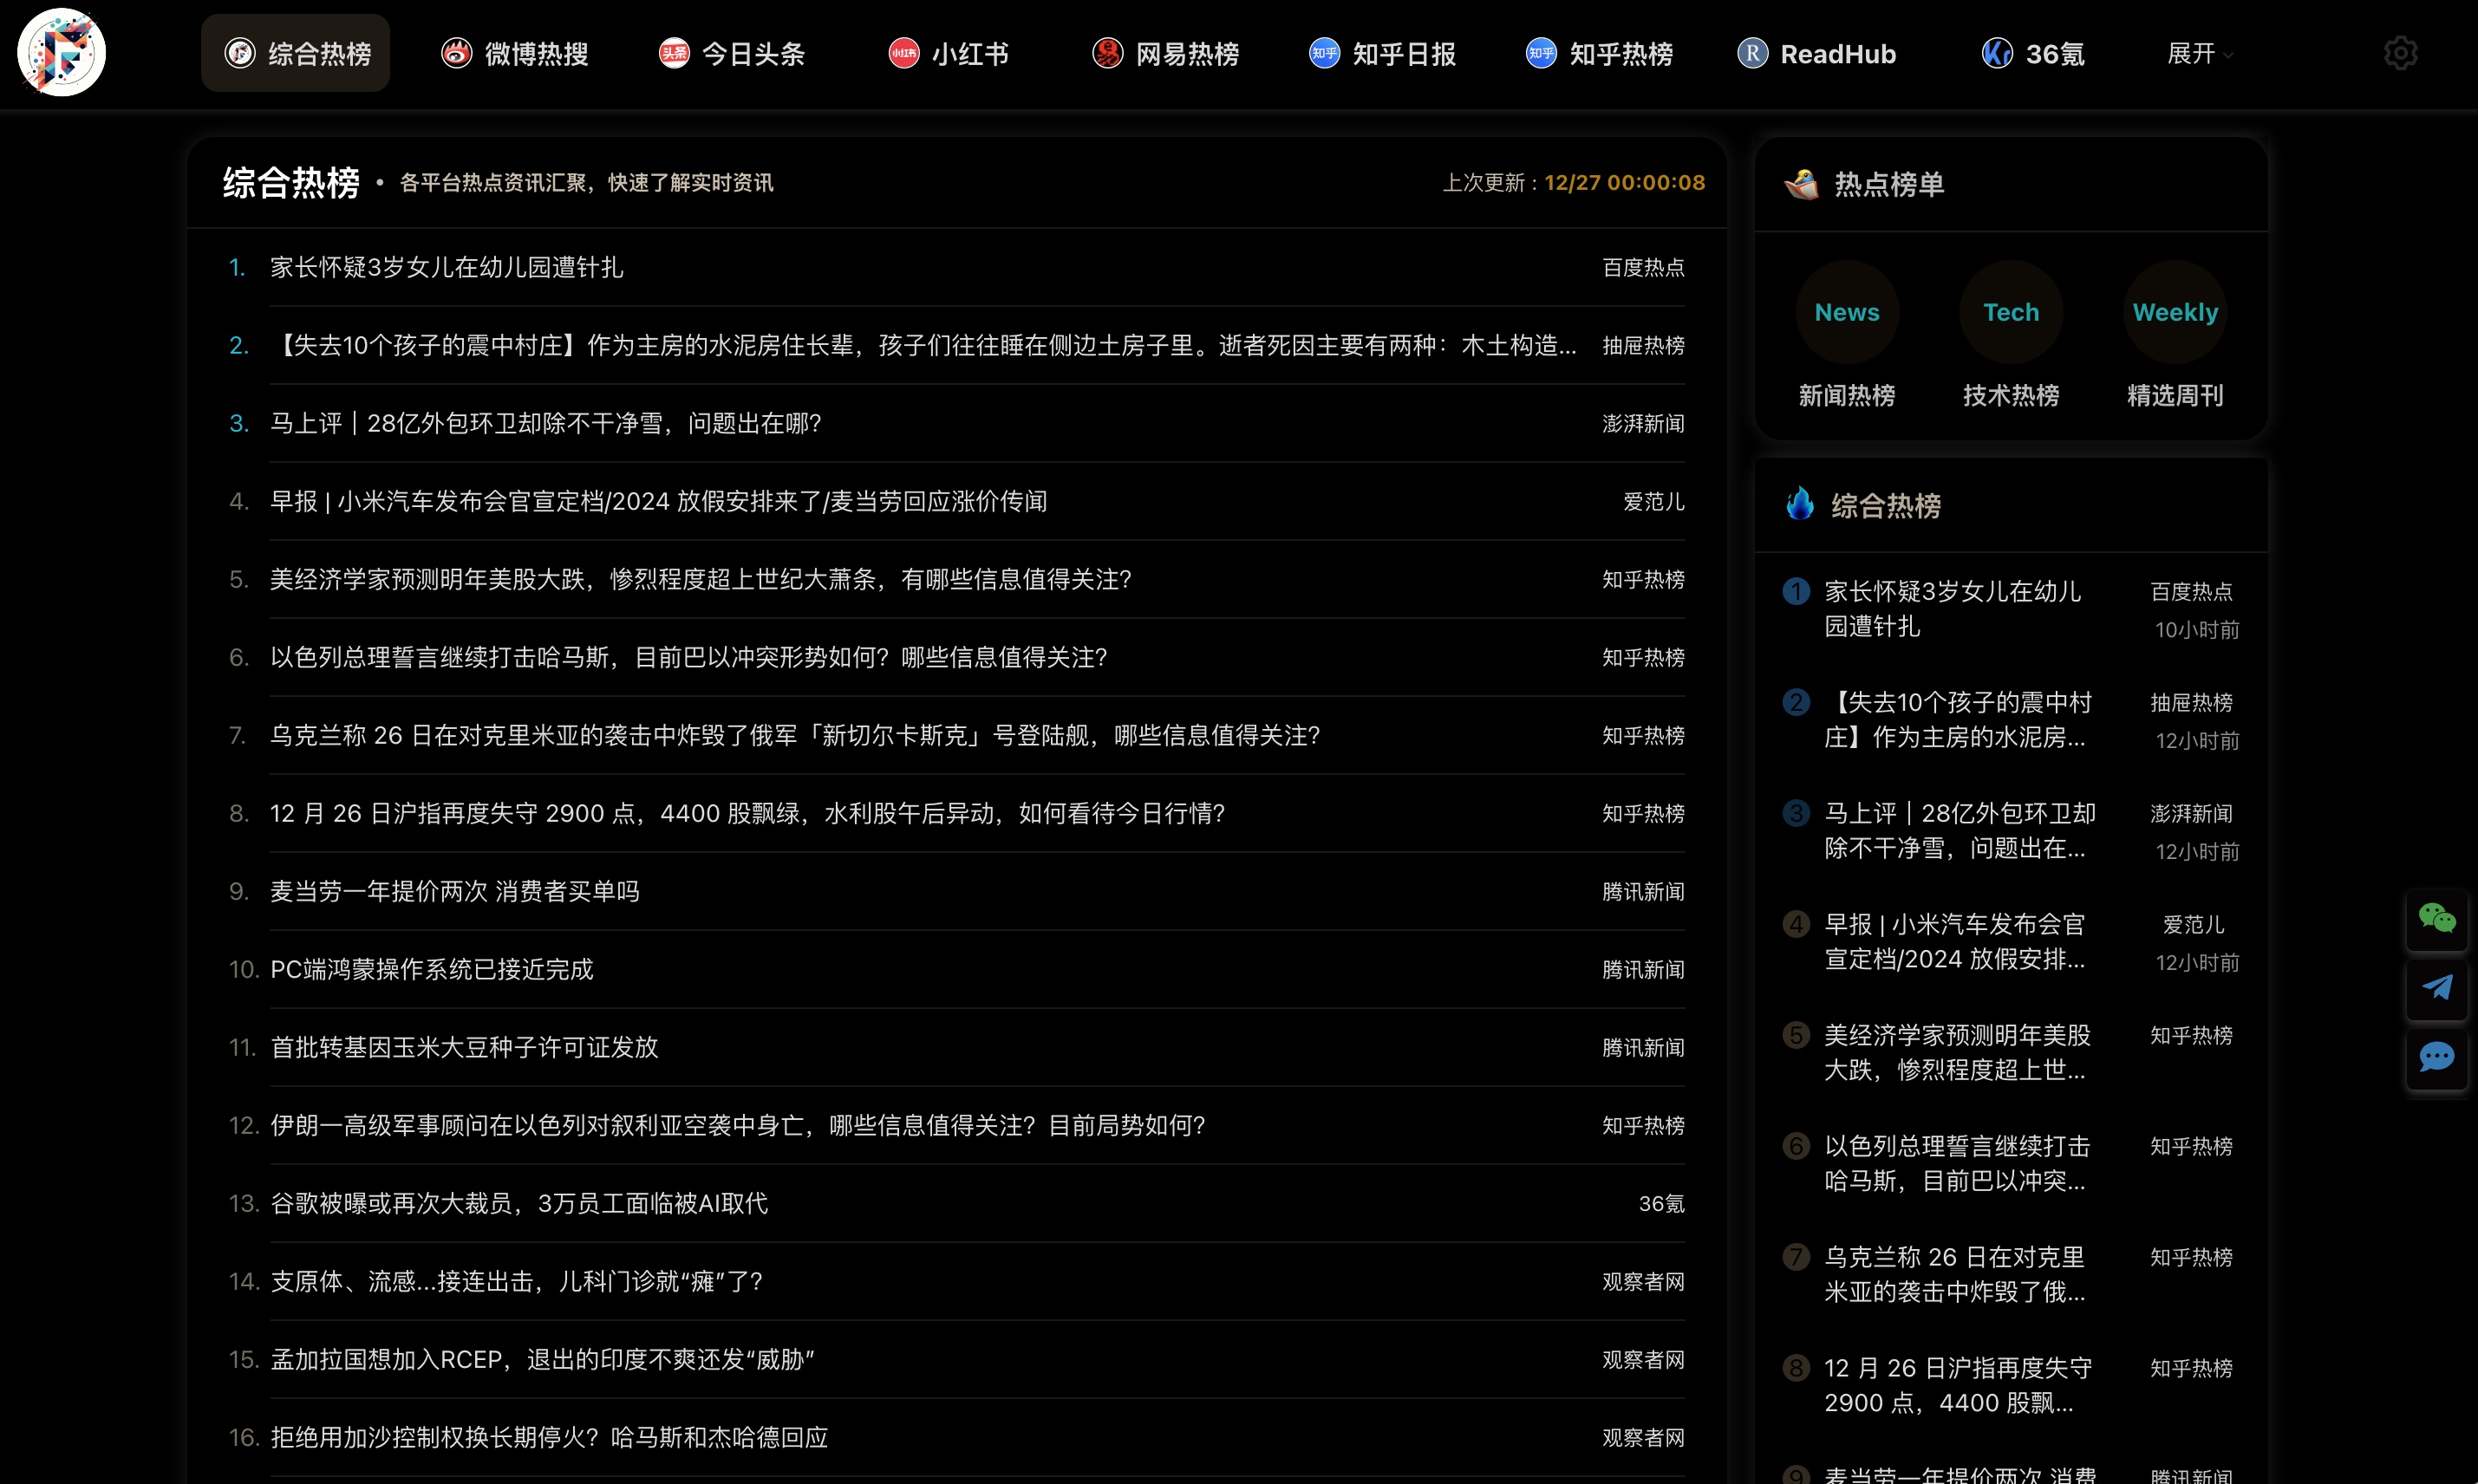 综合热榜
微博热搜
今日头条
小红书
网易热榜
知乎日报
知乎热榜
ReadHub
36氪
展开
综合热榜 • 各平台热点资讯汇聚，快速了解实时资讯
上次更新 : 12/27 00:00:08
1. 家长怀疑3岁女儿在幼儿园遭针扎 百度热点
2. 【失去10个孩子的震中村庄】作为主房的水泥房住长辈，孩子们往往睡在侧边土房子里。逝者死因主要有两种：木土构造... 抽屉热榜
3. 马上评｜28亿外包环卫却除不干净雪，问题出在哪？ 澎湃新闻
4. 早报 | 小米汽车发布会官宣定档/2024 放假安排来了/麦当劳回应涨价传闻 爱范儿
5. 美经济学家预测明年美股大跌，惨烈程度超上世纪大萧条，有哪些信息值得关注？ 知乎热榜
6. 以色列总理誓言继续打击哈马斯，目前巴以冲突形势如何？哪些信息值得关注？ 知乎热榜
7. 乌克兰称 26 日在对克里米亚的袭击中炸毁了俄军「新切尔卡斯克」号登陆舰，哪些信息值得关注？ 知乎热榜
8. 12 月 26 日沪指再度失守 2900 点，4400 股飘绿，水利股午后异动，如何看待今日行情？ 知乎热榜
9. 麦当劳一年提价两次 消费者买单吗 腾讯新闻
10. PC端鸿蒙操作系统已接近完成 腾讯新闻
11. 首批转基因玉米大豆种子许可证发放 腾讯新闻
12. 伊朗一高级军事顾问在以色列对叙利亚空袭中身亡，哪些信息值得关注？目前局势如何？ 知乎热榜
13. 谷歌被曝或再次大裁员，3万员工面临被AI取代 36氪
14. 支原体、流感...接连出击，儿科门诊就“瘫”了？ 观察者网
15. 孟加拉国想加入RCEP，退出的印度不爽还发“威胁” 观察者网
16. 拒绝用加沙控制权换长期停火？哈马斯和杰哈德回应 观察者网
热点榜单
News
Tech
Weekly
新闻热榜
技术热榜
精选周刊
综合热榜
1 家长怀疑3岁女儿在幼儿 百度热点
园遭针扎 10小时前
2 【失去10个孩子的震中村 抽屉热榜
庄】作为主房的水泥房... 12小时前
3 马上评｜28亿外包环卫却 澎湃新闻
除不干净雪，问题出在... 12小时前
4 早报 | 小米汽车发布会官 爱范儿
宣定档/2024 放假安排... 12小时前
5 美经济学家预测明年美股 知乎热榜
大跌，惨烈程度超上世...
6 以色列总理誓言继续打击 知乎热榜
哈马斯，目前巴以冲突...
7 乌克兰称 26 日在对克里 知乎热榜
米亚的袭击中炸毁了俄...
8 12 月 26 日沪指再度失守 知乎热榜
2900 点，4400 股飘...
9 麦当劳一年提价两次 消费 腾讯新闻